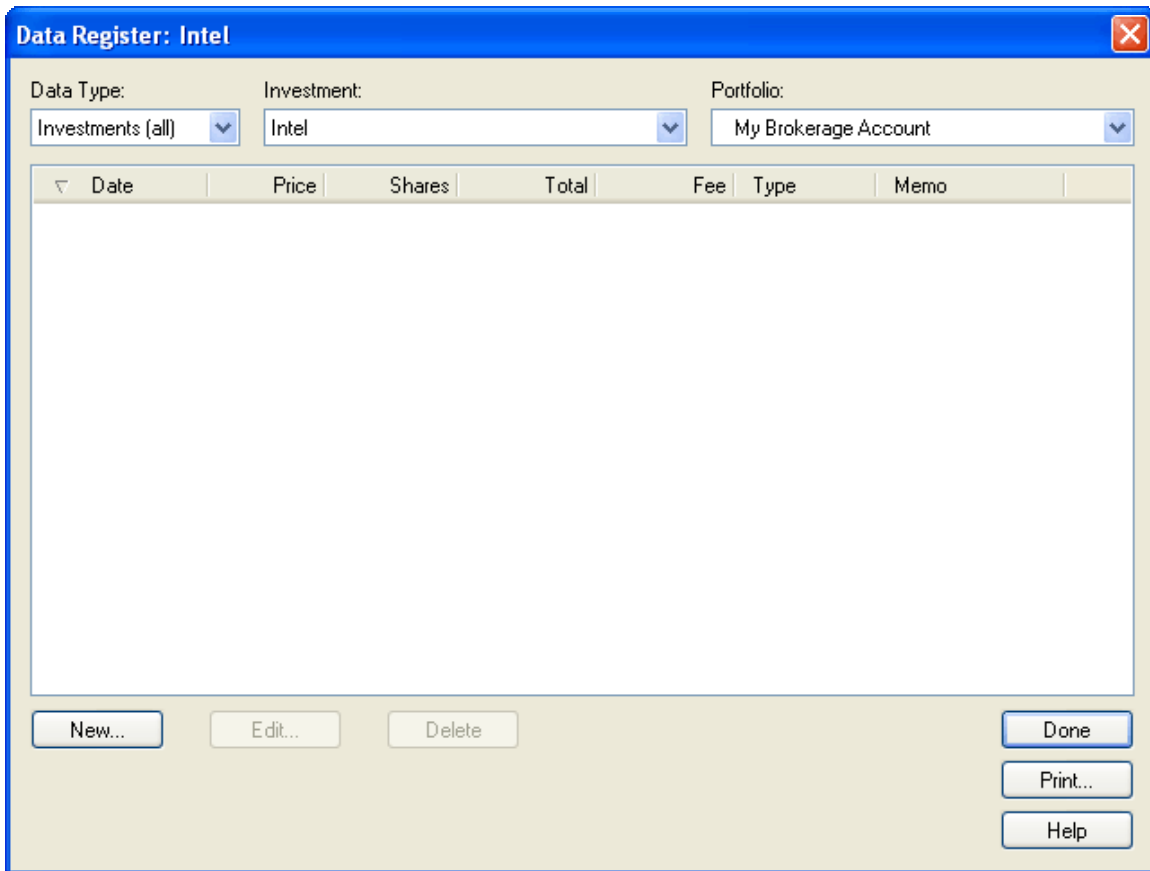 Data Register: Intel
Data Type: Investment: Portfolio:
Investments (all) Intel My Brokerage Account
Date Price Shares Total Fee Type Memo
New... Edit... Delete Done
Print...
Help